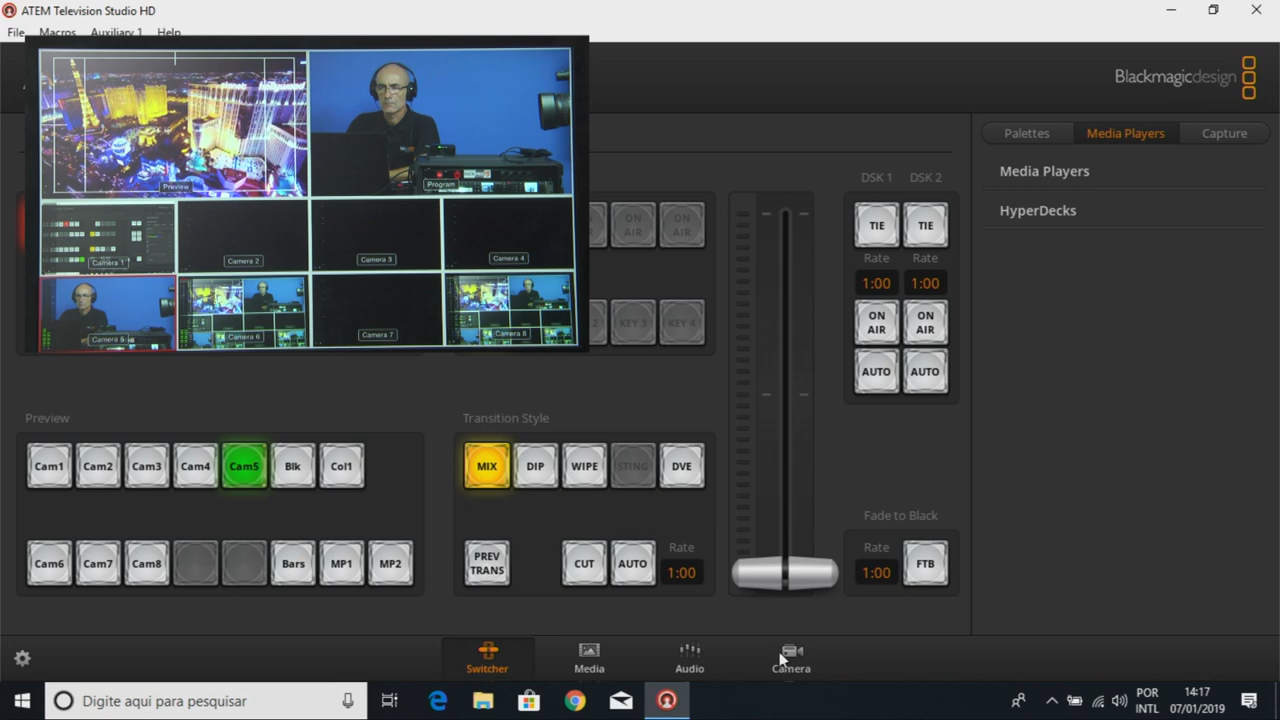 ATEM Television Studio HD
File Macros Auxiliary 1 Help
Blackmagicdesign
Preview
Program
Camera 1
Camera 2
Camera 3
Camera 4
Camera 5
Camera 6
Camera 7
Camera 8
Palettes Media Players Capture
Media Players
HyperDecks
ON AIR
ON AIR
KEY 3 KEY 4
DSK 1 DSK 2
TIE TIE
Rate Rate
1:00 1:00
ON AIR
ON AIR
AUTO AUTO
Preview
Cam1 Cam2 Cam3 Cam4 Cam5 Blk Col1
Cam6 Cam7 Cam8 Bars MP1 MP2
Transition Style
MIX DIP WIPE STING DVE
PREV TRANS
CUT AUTO
Rate
1:00
Fade to Black
Rate
1:00
FTB
Switcher Media Audio Camera
Digite aqui para pesquisar
POR
INTL
14:17
07/01/2019